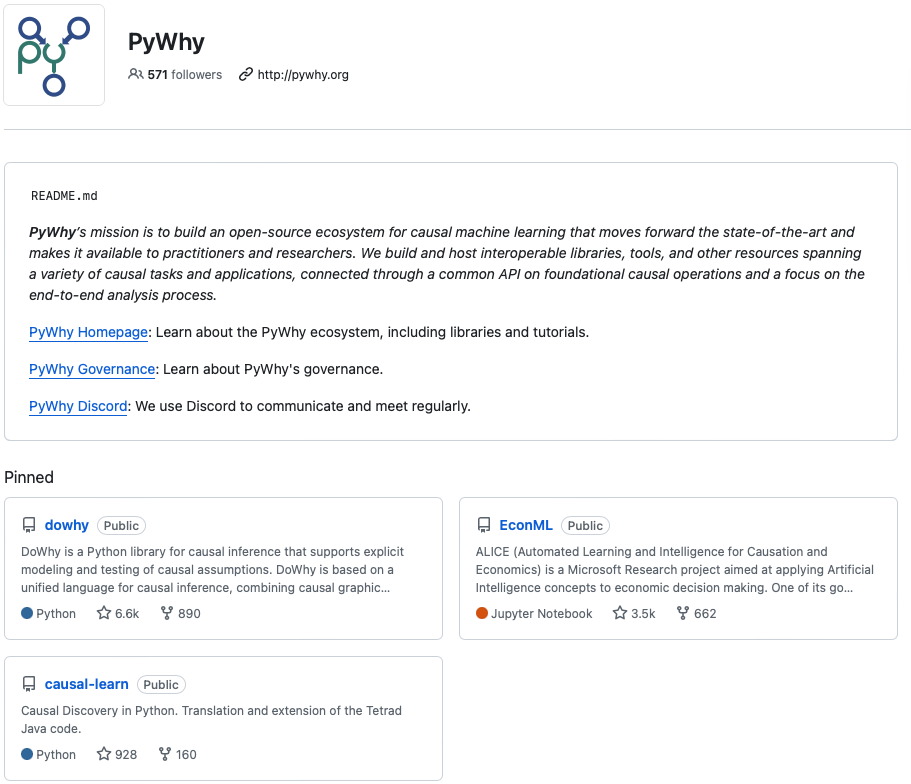 py
PyWhy
571 followers http://pywhy.org
README.md
PyWhy's mission is to build an open-source ecosystem for causal machine learning that moves forward the state-of-the-art and
makes it available to practitioners and researchers. We build and host interoperable libraries, tools, and other resources spanning
a variety of causal tasks and applications, connected through a common API on foundational causal operations and a focus on the
end-to-end analysis process.
PyWhy Homepage: Learn about the PyWhy ecosystem, including libraries and tutorials.
PyWhy Governance: Learn about PyWhy's governance.
PyWhy Discord: We use Discord to communicate and meet regularly.
Pinned
dowhy Public
DoWhy is a Python library for causal inference that supports explicit
modeling and testing of causal assumptions. DoWhy is based on a
unified language for causal inference, combining causal graphic...
Python 6.6k 890
EconML Public
ALICE (Automated Learning and Intelligence for Causation and
Economics) is a Microsoft Research project aimed at applying Artificial
Intelligence concepts to economic decision making. One of its go...
Jupyter Notebook 3.5k 662
causal-learn Public
Causal Discovery in Python. Translation and extension of the Tetrad
Java code.
Python 928 160